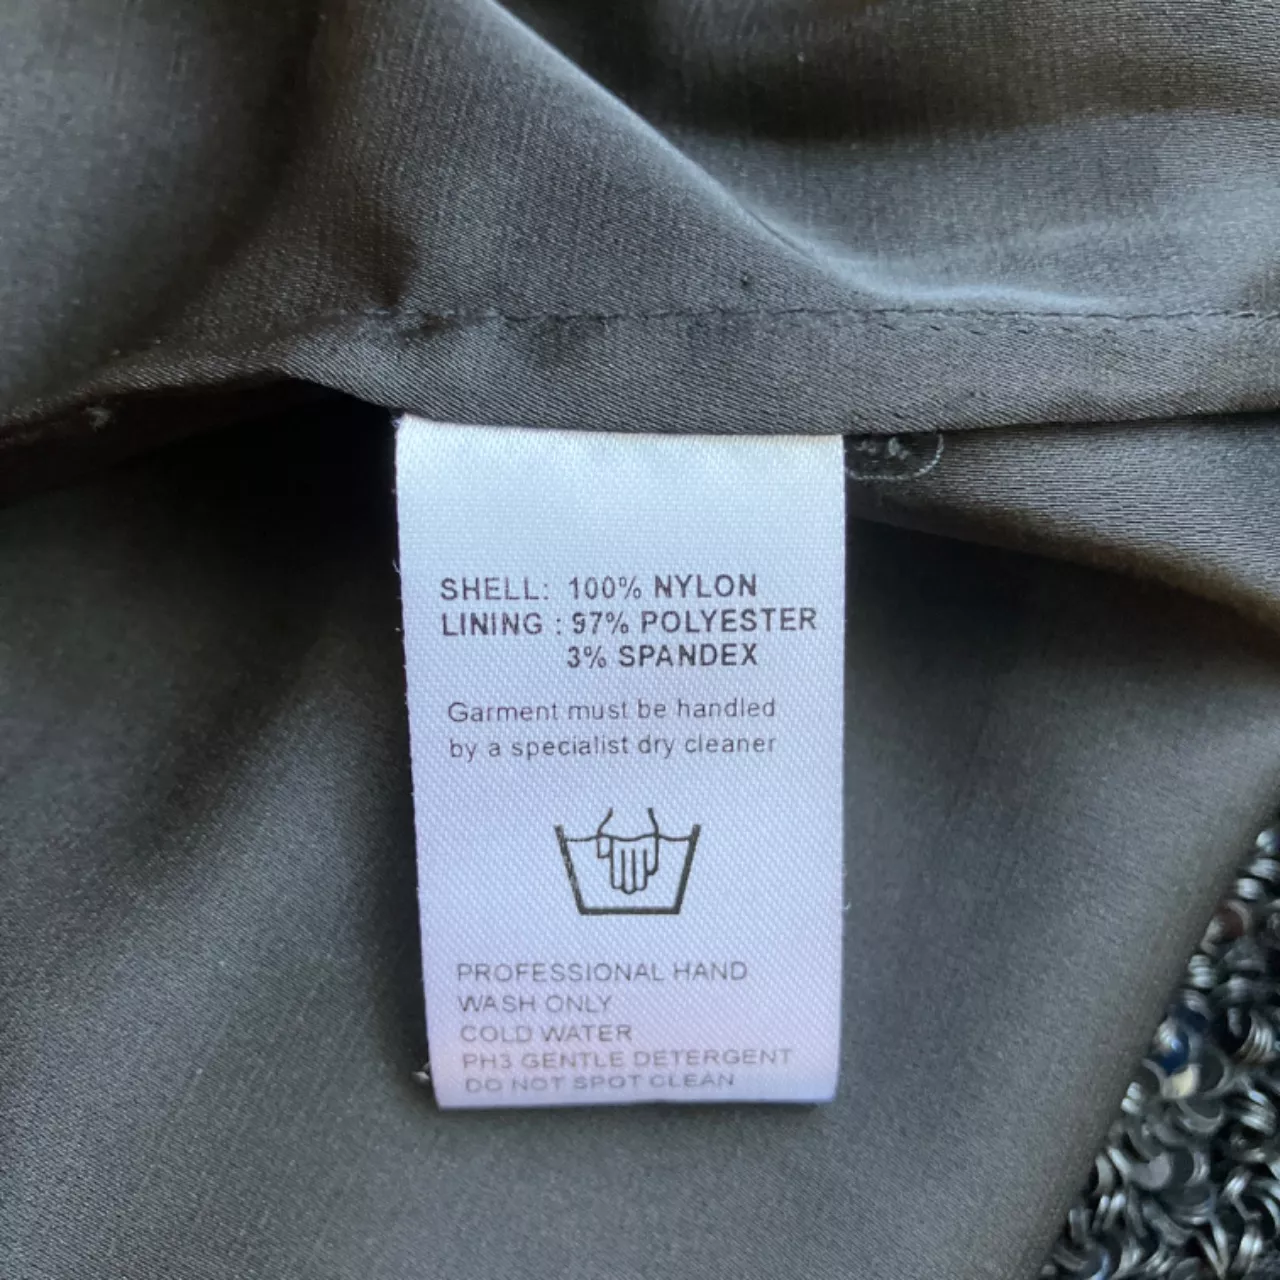 SHELL: 100% NYLON
LINING : 97% POLYESTER
3% SPANDEX
Garment must be handled
by a specialist dry cleaner
PROFESSIONAL HAND
WASH ONLY
COLD WATER
PH3 GENTLE DETERGENT
DO NOT SPOT CLEAN